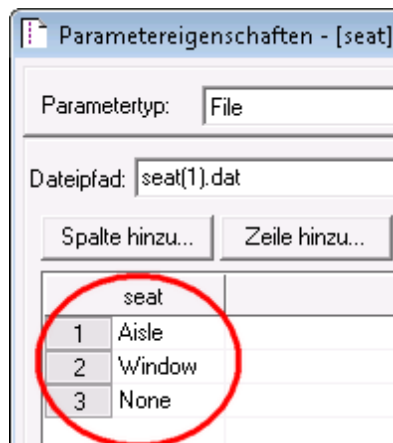 Parametereigenschaften - [seat]
Parametertyp: File
Dateipfad: seat(1).dat
Spalte hinzu... Zeile hinzu...
seat
1 Aisle
2 Window
3 None